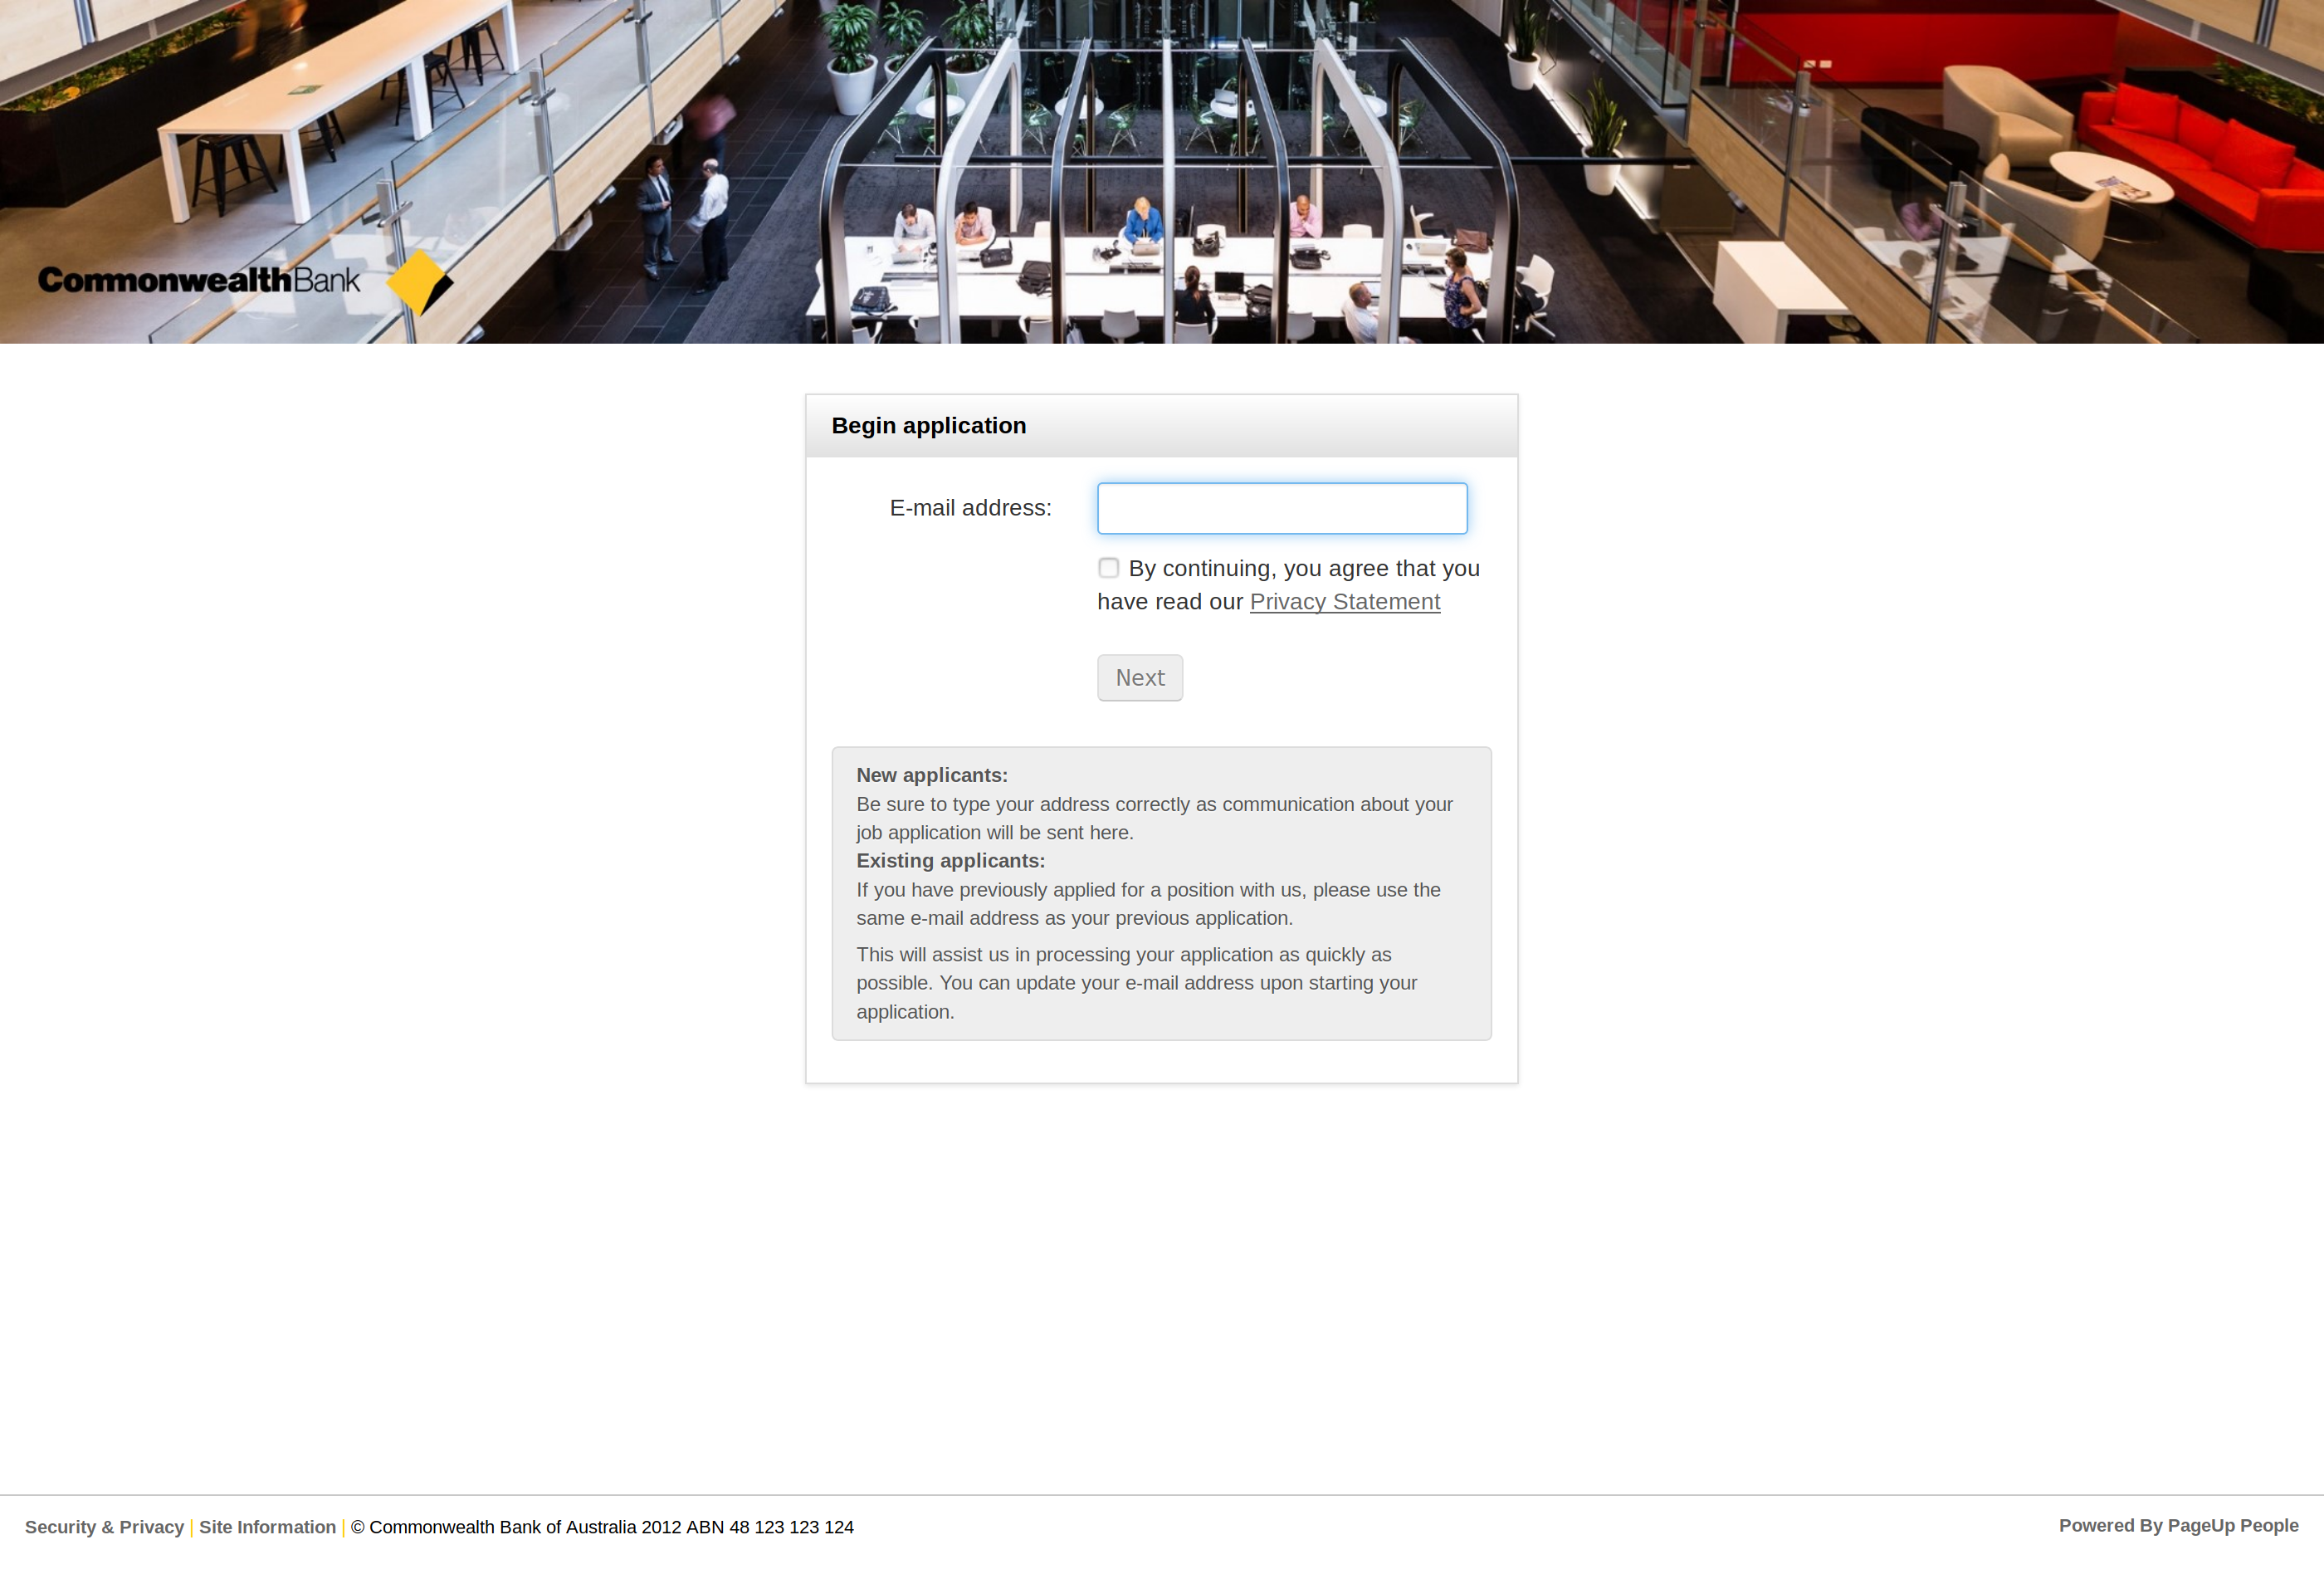 CommonwealthBank
Begin application
E-mail address:
By continuing, you agree that you
have read our Privacy Statement
Next
New applicants:
Be sure to type your address correctly as communication about your
job application will be sent here.
Existing applicants:
If you have previously applied for a position with us, please use the
same e-mail address as your previous application.
This will assist us in processing your application as quickly as
possible. You can update your e-mail address upon starting your
application.
Security & Privacy | Site Information | © Commonwealth Bank of Australia 2012 ABN 48 123 123 124
Powered By PageUp People